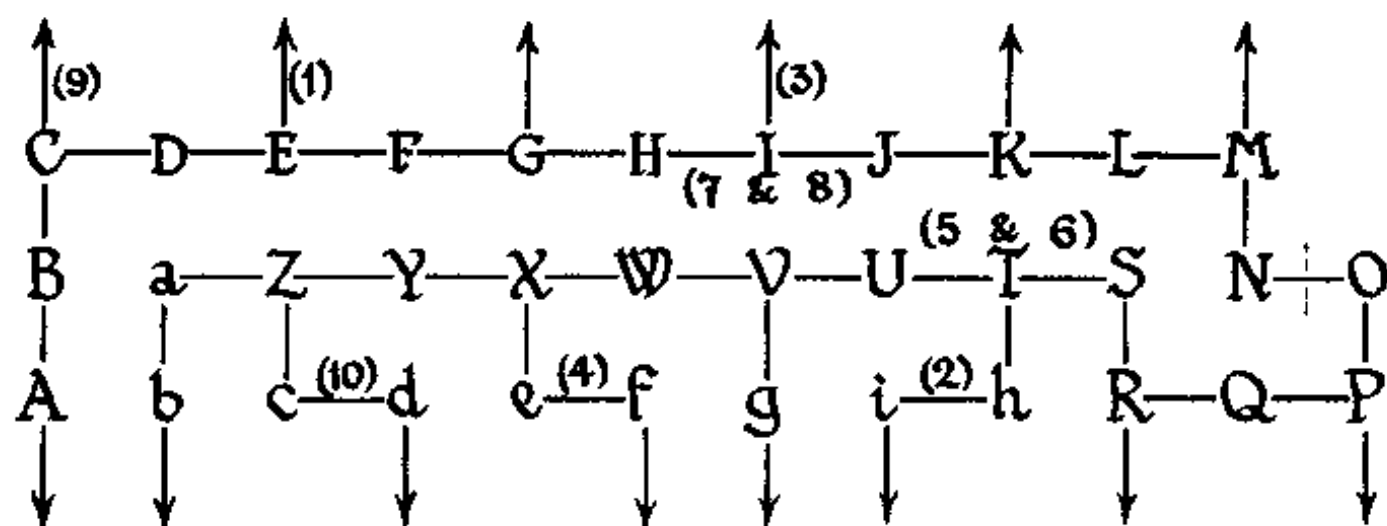 (9) (1) (3)
C D E F G H I J K L M
(7 & 8)
(5 & 6)
B a Z Y X W V U T S N O
A b c (10) d e (4) f g i (2) h R Q P